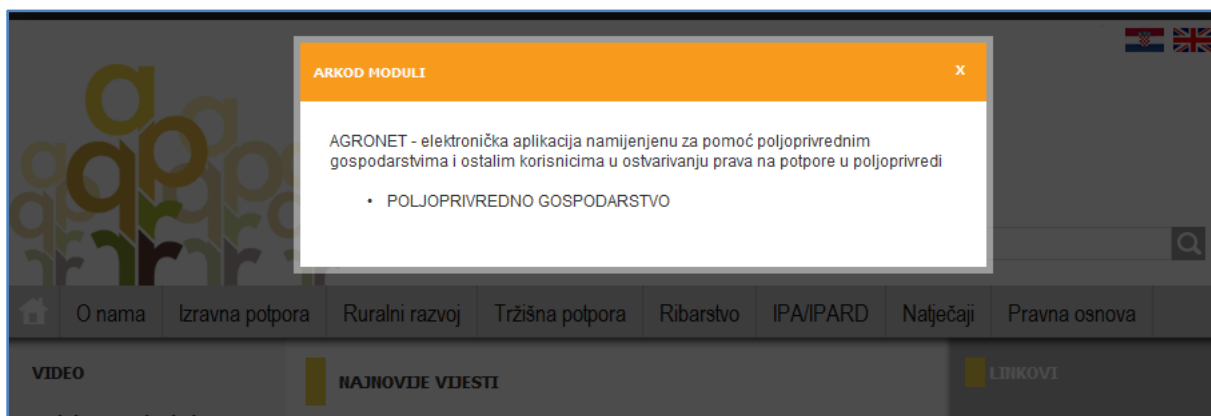 ARKOD MODULI
X
AGRONET - elektronička aplikacija namijenjenu za pomoć poljoprivrednim
gospodarstvima i ostalim korisnicima u ostvarivanju prava na potpore u poljoprivredi
• POLJOPRIVREDNO GOSPODARSTVO
O nama Izravna potpora Ruralni razvoj Tržišna potpora Ribarstvo IPA/IPARD Natječaji Pravna osnova
VIDEO
NAJNOVIJE VIJESTI
LINKOVI